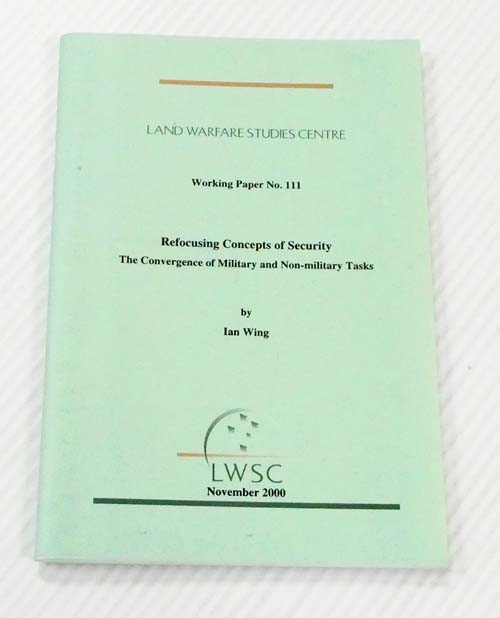 LAND WARFARE STUDIES CENTRE
Working Paper No. 111
Refocusing Concepts of Security
The Convergence of Military and Non-military Tasks
by
Ian Wing
LWSC
November 2000